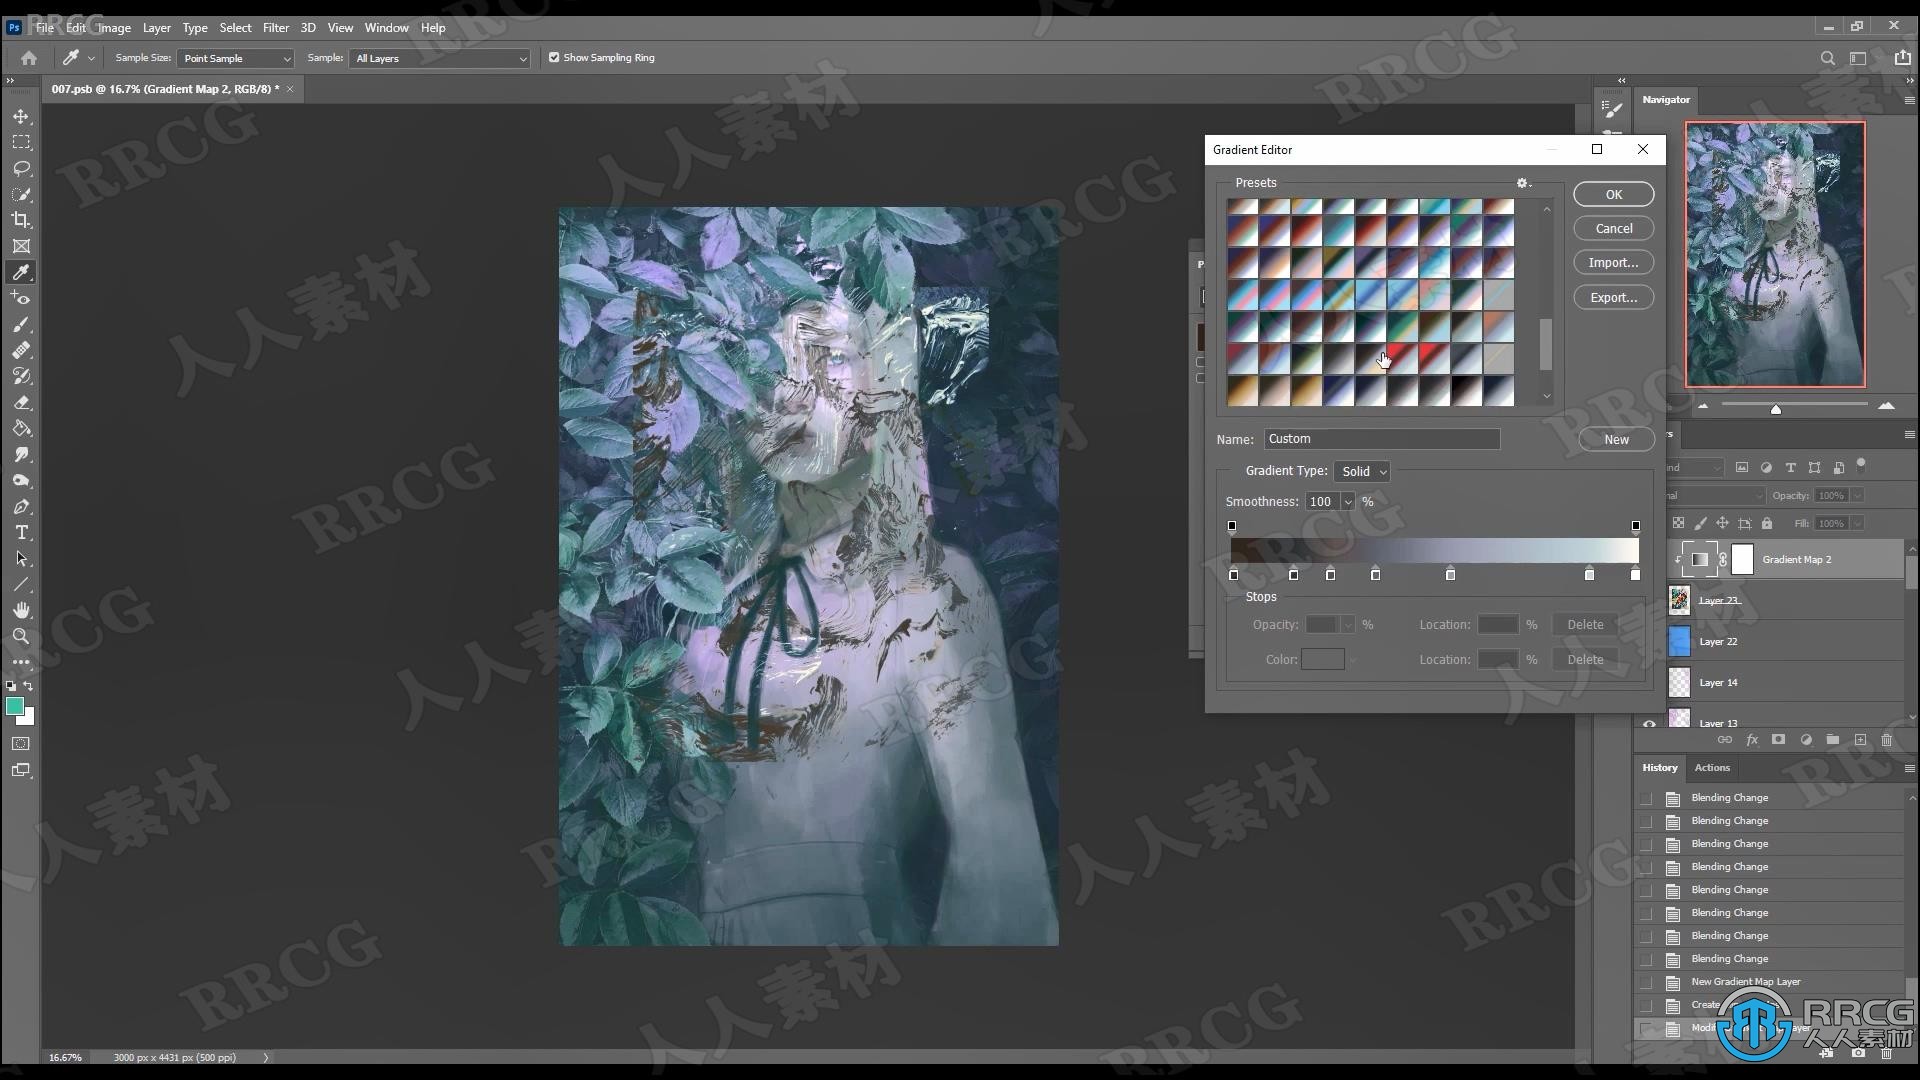 File Edit Image Layer Type Select Filter 3D View Window Help
Sample Size: Point Sample Sample: All Layers Show Sampling Ring
007.psb @ 16.7% (Gradient Map 2, RGB/8) * ×
Navigator
Gradient Editor
Presets
OK
Cancel
Import...
Export...
Name: Custom
New
Gradient Type: Solid
Smoothness: 100 %
Stops
Opacity: % Location: % Delete
Color: Location: % Delete
Opacity: 100%
Fill: 100%
Gradient Map 2
Layer 23
Layer 22
Layer 14
Layer 13
History Actions
Blending Change
Blending Change
Blending Change
Blending Change
Blending Change
Blending Change
Blending Change
Blending Change
New Gradient Map Layer
Create
16.67% 3000 px x 4431 px (500 ppi)
RRCG
人人素材